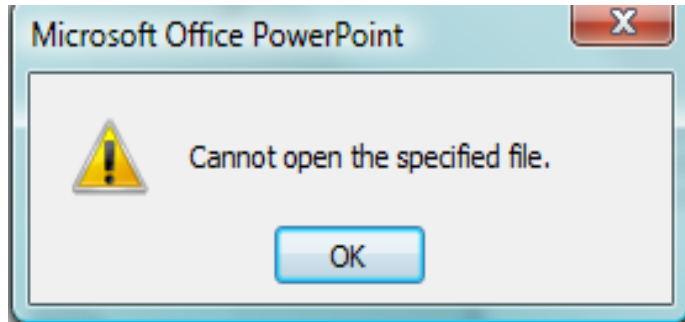 Microsoft Office PowerPoint
Cannot open the specified file.
OK